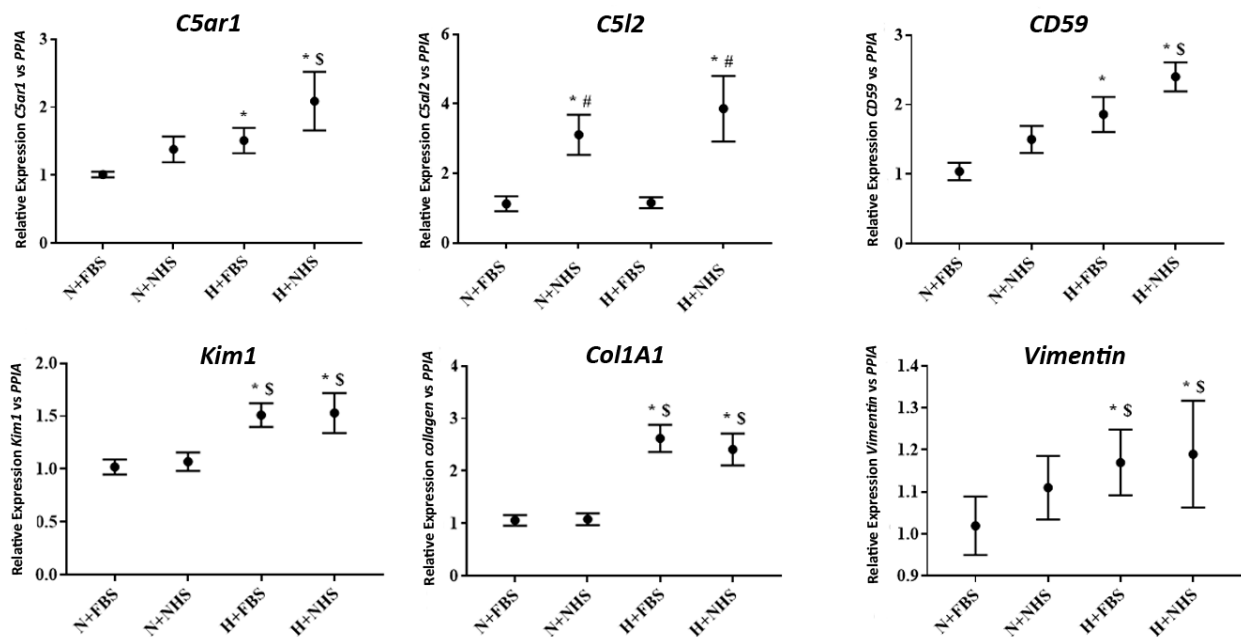 C5ar1
Relative Expression C5ar1 vs PPIA
3
2
1
0
* 
* $
N+FBS
N+NHS
H+FBS
H+NHS
C5l2
Relative Expression C5al2 vs PPIA
6
4
2
0
* #
* #
N+FBS
N+NHS
H+FBS
H+NHS
CD59
Relative Expression CD59 vs PPIA
3
2
1
0
*
* $
N+FBS
N+NHS
H+FBS
H+NHS
Kim1
Relative Expression Kim1 vs PPIA
2.0
1.5
1.0
0.5
0.0
* $
* $
N+FBS
N+NHS
H+FBS
H+NHS
Col1A1
Relative Expression collagen vs PPIA
4
3
2
1
0
* $
* $
N+FBS
N+NHS
H+FBS
H+NHS
Vimentin
Relative Expression Vimentin vs PPIA
1.4
1.3
1.2
1.1
1.0
0.9
* $
* $
N+FBS
N+NHS
H+FBS
H+NHS